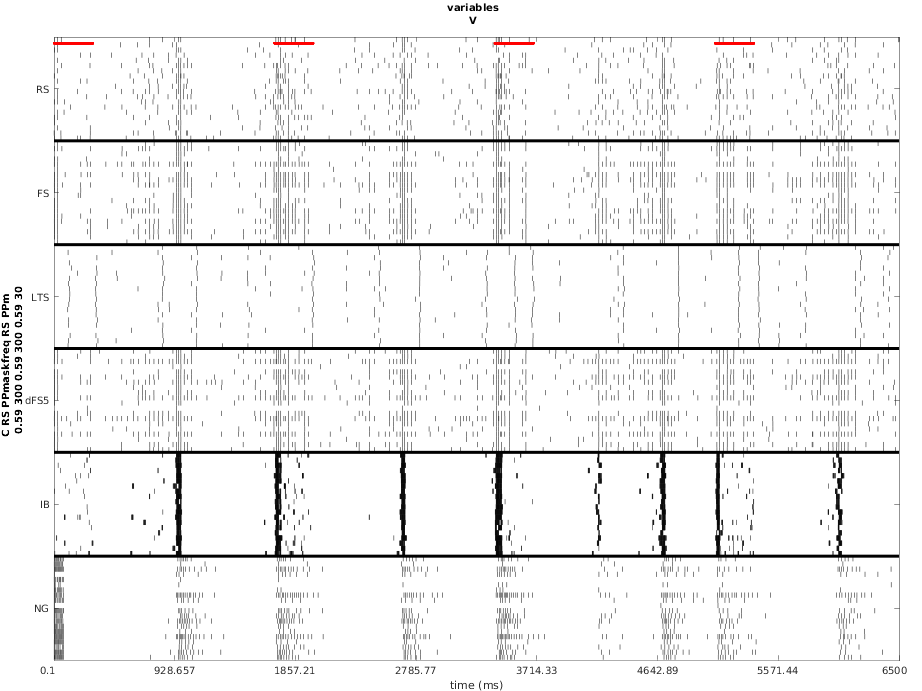 variables
V
C RS PPmaskfreq RS PPm
0.59 300 0.59 300 0.59 30
RS
FS
LTS
dFS5
IB
NG
0.1 928.657 1857.21 2785.77 3714.33 4642.89 5571.44 6500
time (ms)